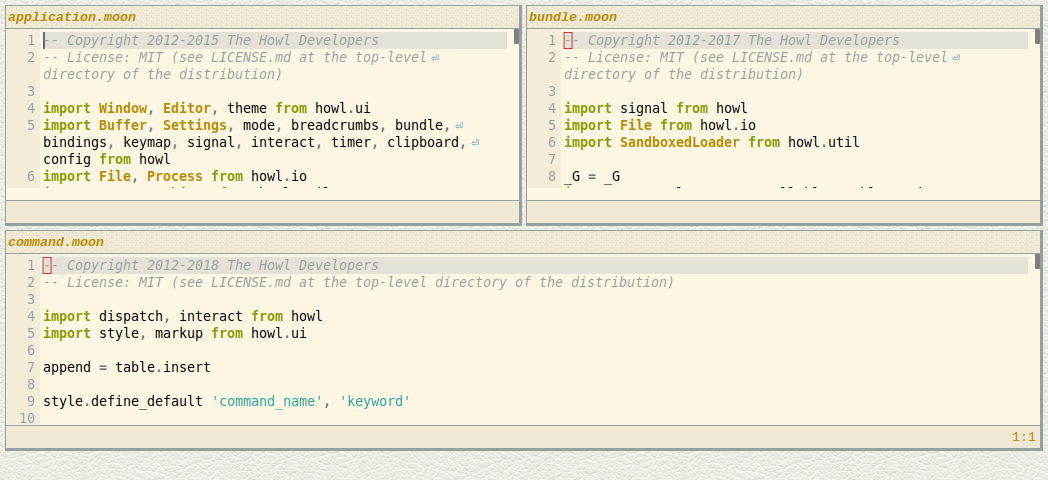 application.moon
1 -- Copyright 2012-2015 The Howl Developers
2 -- License: MIT (see LICENSE.md at the top-level⏎
directory of the distribution)
3
4 import Window, Editor, theme from howl.ui
5 import Buffer, Settings, mode, breadcrumbs, bundle,⏎
bindings, keymap, signal, interact, timer, clipboard,⏎
config from howl
6 import File, Process from howl.io
bundle.moon
1 -- Copyright 2012-2017 The Howl Developers
2 -- License: MIT (see LICENSE.md at the top-level⏎
directory of the distribution)
3
4 import signal from howl
5 import File from howl.io
6 import SandboxedLoader from howl.util
7
8 _G = _G
command.moon
1 -- Copyright 2012-2018 The Howl Developers
2 -- License: MIT (see LICENSE.md at the top-level directory of the distribution)
3
4 import dispatch, interact from howl
5 import style, markup from howl.ui
6
7 append = table.insert
8
9 style.define_default 'command_name', 'keyword'
10
1:1